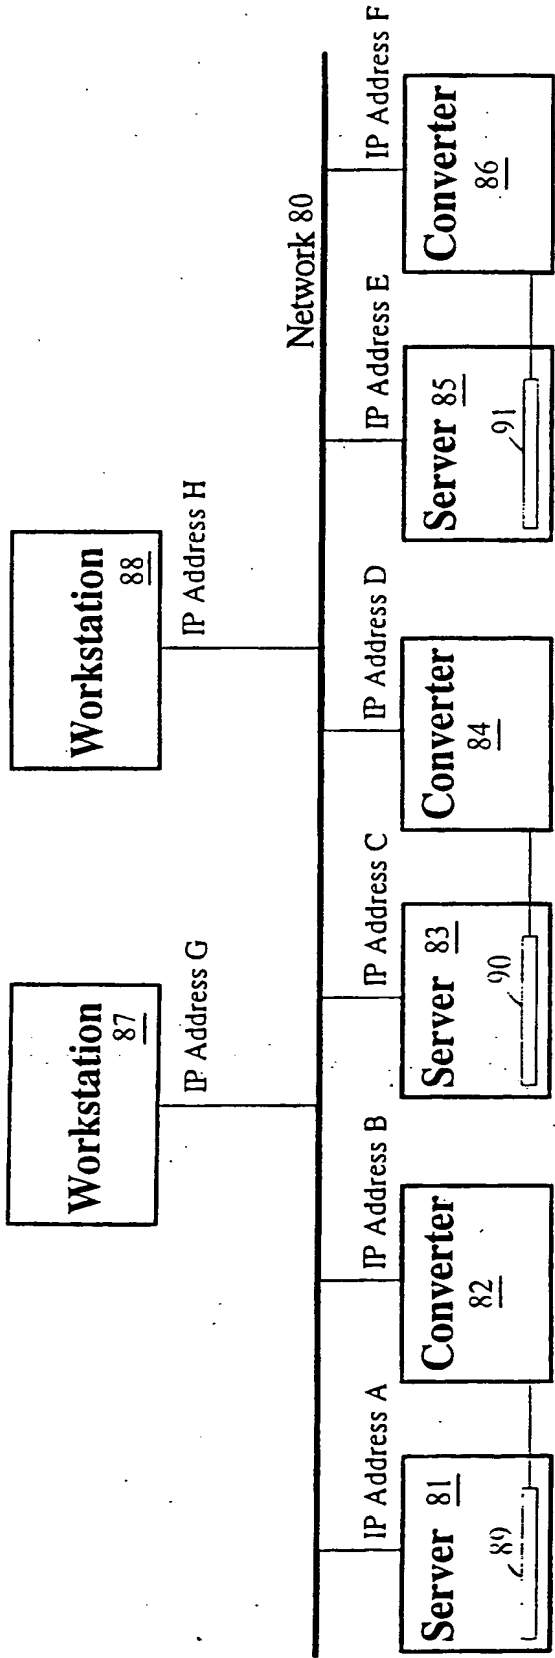 Workstation
87
IP Address G
Workstation
88
IP Address H
Network 80
IP Address A
Server 81
89
IP Address B
Converter
82
IP Address C
Server 83
90
IP Address D
Converter
84
IP Address E
Server 85
91
IP Address F
Converter
86